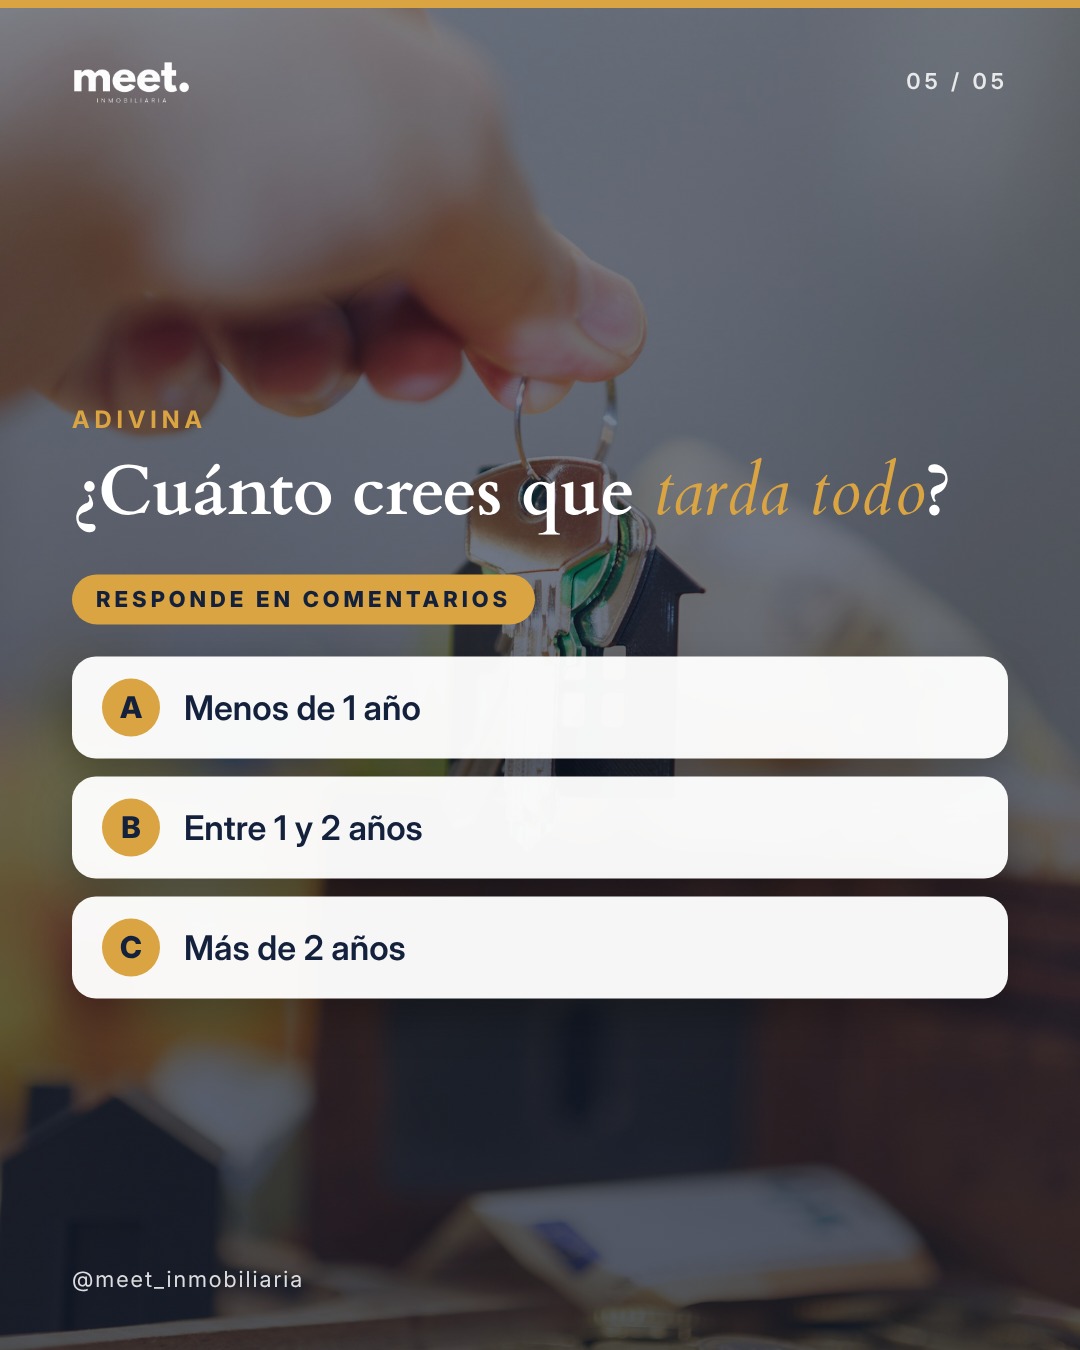 meet.
INMOBILIARIA
05 / 05
ADIVINA
¿Cuánto crees que tarda todo?
RESPONDE EN COMENTARIOS
A Menos de 1 año
B Entre 1 y 2 años
C Más de 2 años
@meet_inmobiliaria